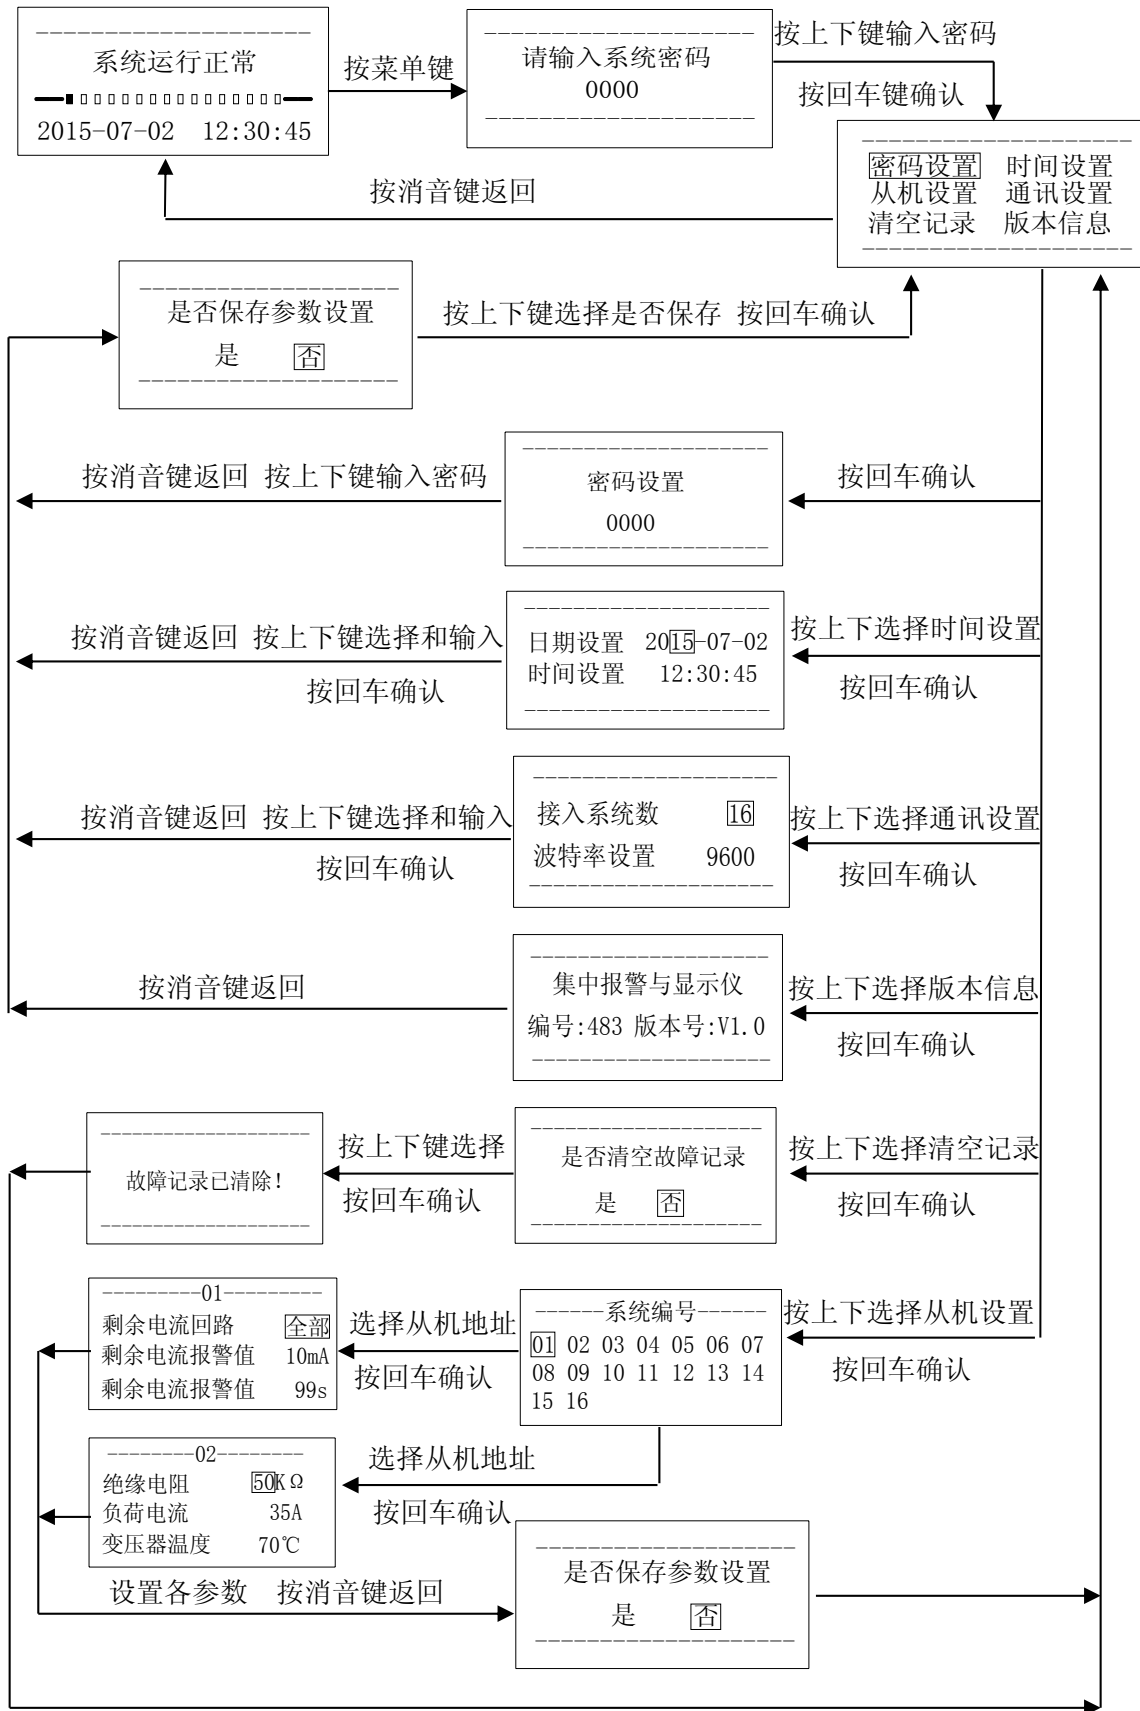 系统运行正常
2015-07-02 12:30:45
按菜单键
请输入系统密码
0000
按上下键输入密码
按回车键确认
密码设置 时间设置
从机设置 通讯设置
清空记录 版本信息
按消音键返回
是否保存参数设置
是 否
按上下键选择是否保存 按回车确认
按消音键返回 按上下键输入密码
密码设置
0000
按回车确认
按消音键返回 按上下键选择和输入
按回车确认
日期设置 2015-07-02
时间设置 12:30:45
按上下选择时间设置
按回车确认
按消音键返回 按上下键选择和输入
按回车确认
接入系统数 16
波特率设置 9600
按上下选择通讯设置
按回车确认
按消音键返回
集中报警与显示仪
编号:483 版本号:V1.0
按上下选择版本信息
按回车确认
故障记录已清除!
按上下键选择
按回车确认
是否清空故障记录
是 否
按上下选择清空记录
按回车确认
---------01---------
剩余电流回路 全部
剩余电流报警值 10mA
剩余电流报警值 99s
选择从机地址
按回车确认
------系统编号------
01 02 03 04 05 06 07
08 09 10 11 12 13 14
15 16
按上下选择从机设置
按回车确认
--------02--------
绝缘电阻 50KΩ
负荷电流 35A
变压器温度 70℃
选择从机地址
按回车确认
设置各参数 按消音键返回
是否保存参数设置
是 否